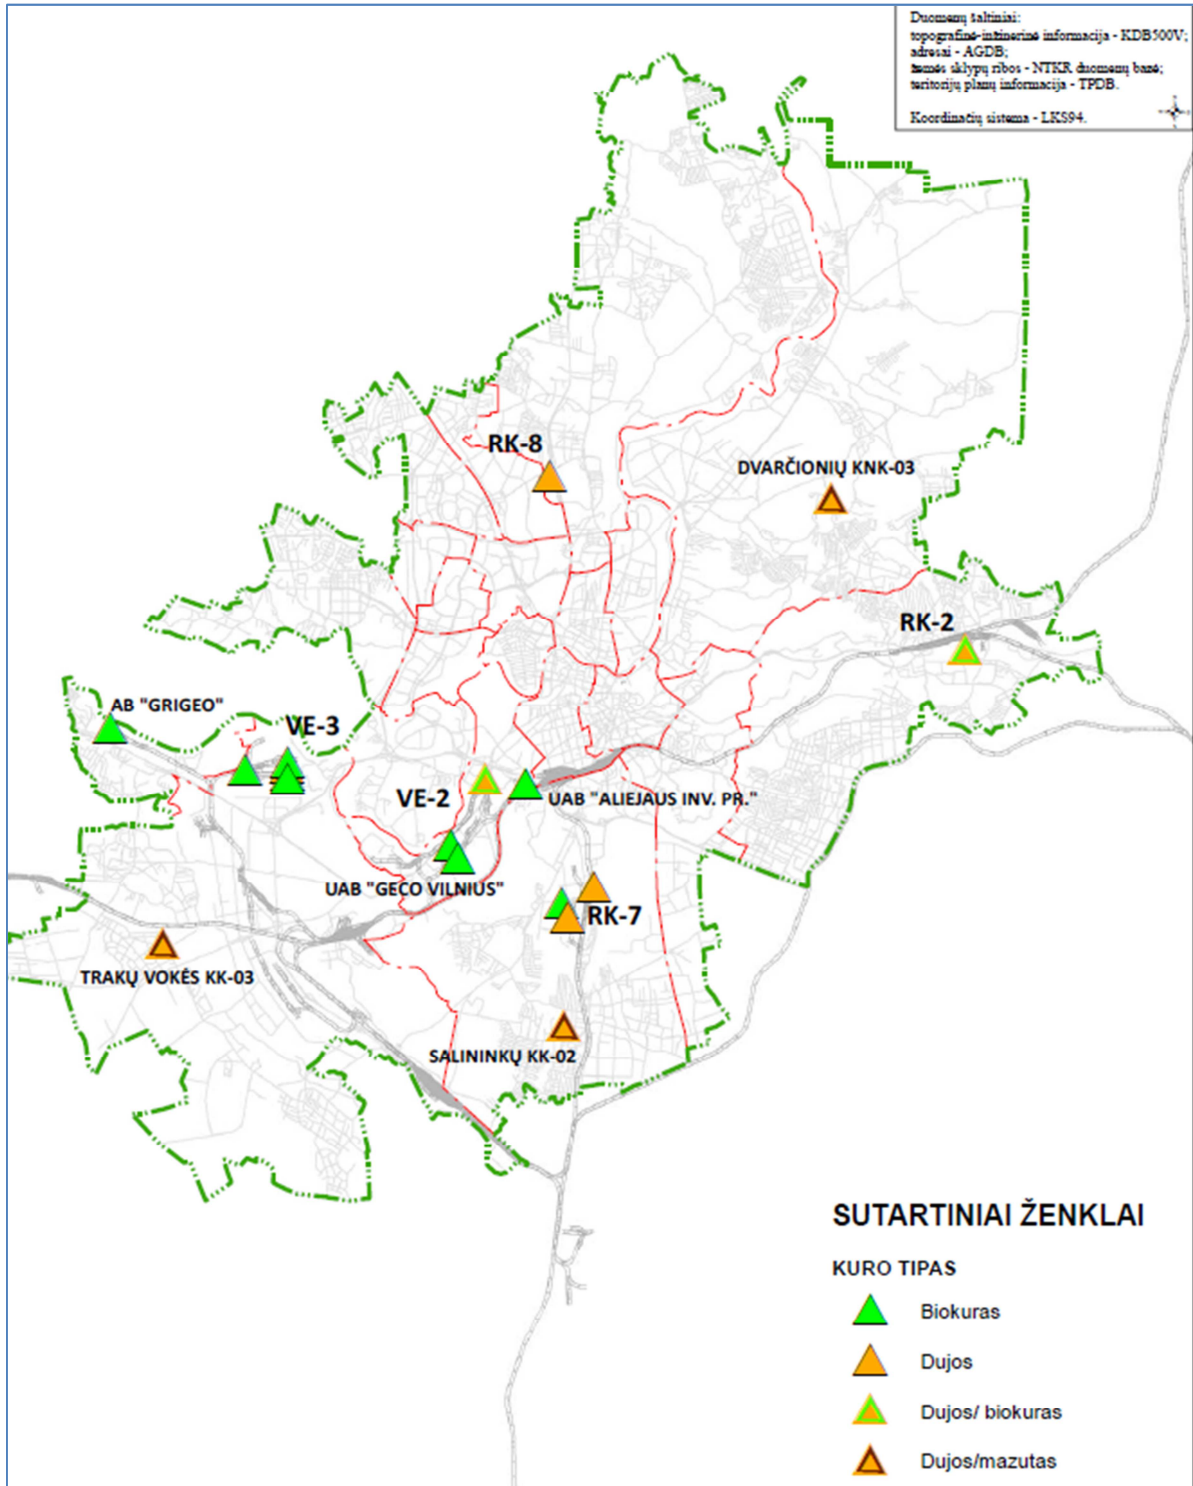 Duomenų šaltiniai:
topografinė-inžinerinė informacija - KDB500V;
adresai - AGDB;
žemės sklypų ribos - NTKR duomenų bazė;
teritorijų planų informacija - TPDB.
Koordinačių sistema - LKS94.
RK-8
DVARČIONIŲ KNK-03
RK-2
AB "GRIGEO"
VE-3
VE-2
UAB "ALIEJAUS INV. PR."
UAB "GECO VILNIUS"
RK-7
TRAKŲ VOKĖS KK-03
SALININKŲ KK-02
SUTARTINIAI ŽENKLAI
KURO TIPAS
Biokuras
Dujos
Dujos/ biokuras
Dujos/mazutas